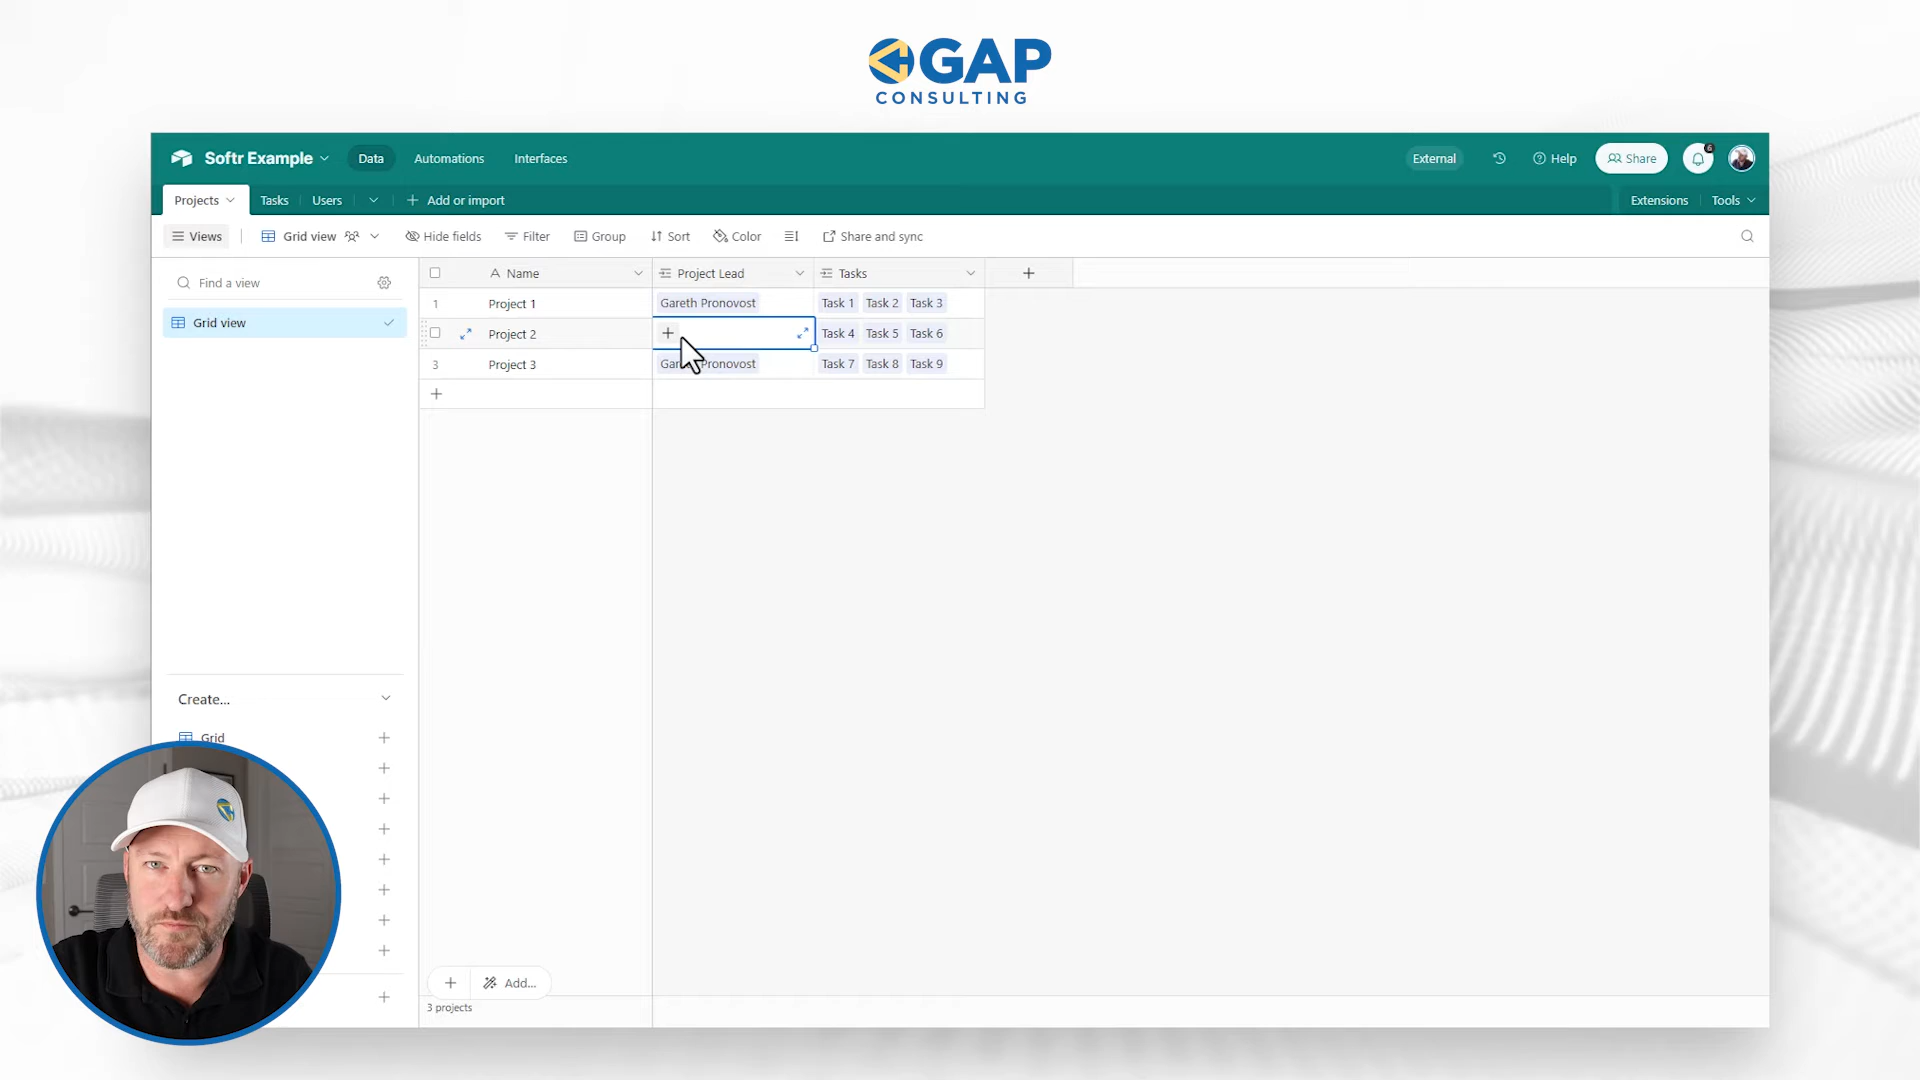 GAP
CONSULTING
Softr Example
Data
Automations
Interfaces
External
Help
Share
6
Projects
Tasks
Users
Add or import
Extensions
Tools
Views
Grid view
Hide fields
Filter
Group
Sort
Color
Share and sync
Find a view
Name
Project Lead
Tasks
Grid view
1 Project 1 Gareth Pronovost Task 1 Task 2 Task 3
Project 2 Task 4 Task 5 Task 6
3 Project 3 Pronovost Task 7 Task 8 Task 9
Create...
Grid
Add...
3 projects